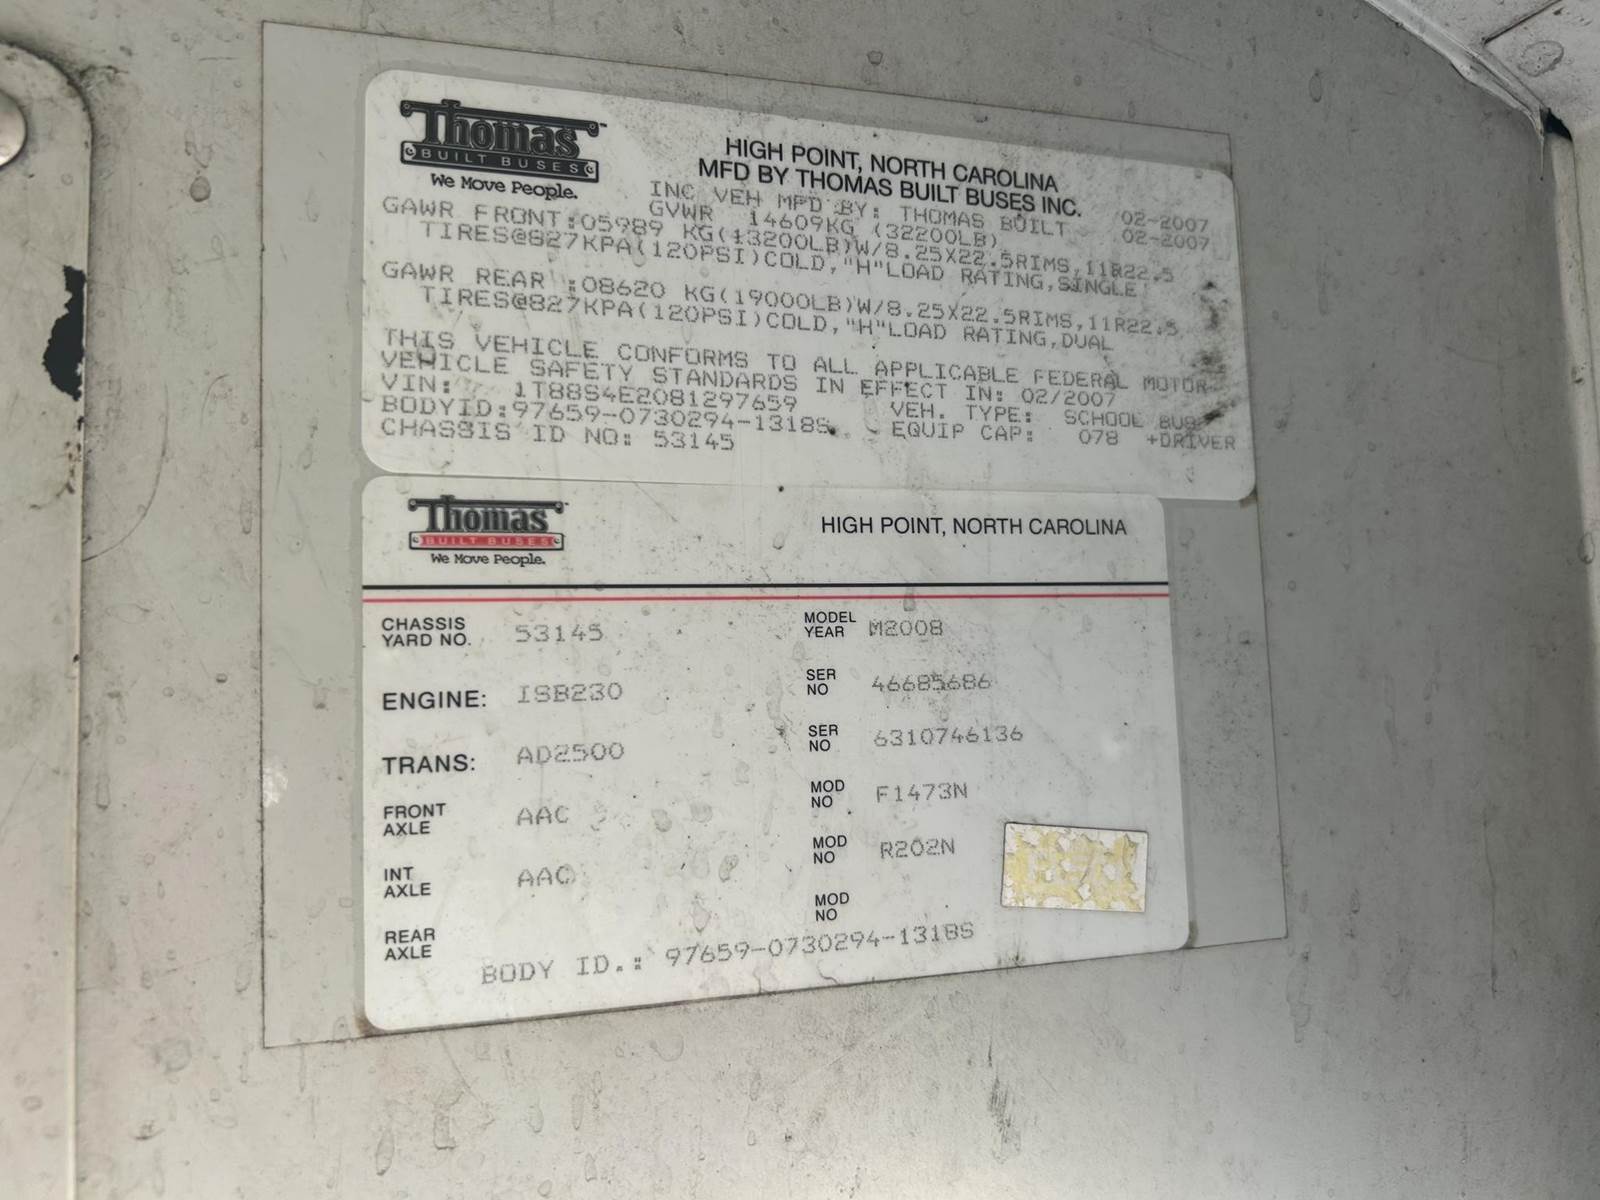 Thomas™
BUILT BUSES
We Move People.
HIGH POINT, NORTH CAROLINA
MFD BY THOMAS BUILT BUSES INC.
INC VEH MFD BY: THOMAS BUILT 02-2007
GVWR 14609KG (32200LB) 02-2007
GAWR FRONT:05989 KG(13200LB)W/8.25X22.5RIMS,11R22.5
TIRES@827KPA(120PSI)COLD,"H"LOAD RATING,SINGLE
GAWR REAR :08620 KG(19000LB)W/8.25X22.5RIMS,11R22.5
TIRES@827KPA(120PSI)COLD,"H"LOAD RATING,DUAL
THIS VEHICLE CONFORMS TO ALL APPLICABLE FEDERAL MOTOR
VEHICLE SAFETY STANDARDS IN EFFECT IN: 02/2007
VIN: 1T88S4E2081297659 VEH. TYPE: SCHOOL BUS
BODYID:97659-0730294-1318S EQUIP CAP: 078 +DRIVER
CHASSIS ID NO: 53145
Thomas
BUILT BUSES
We Move People.
HIGH POINT, NORTH CAROLINA
CHASSIS YARD NO. 53145 MODEL YEAR M2008
ENGINE: ISB230 SER NO 46685686
TRANS: AD2500 SER NO 6310746136
FRONT AXLE AAC MOD NO F1473N
INT AXLE AAC MOD NO R202N
REAR AXLE MOD NO
BODY ID.: 97659-0730294-1318S